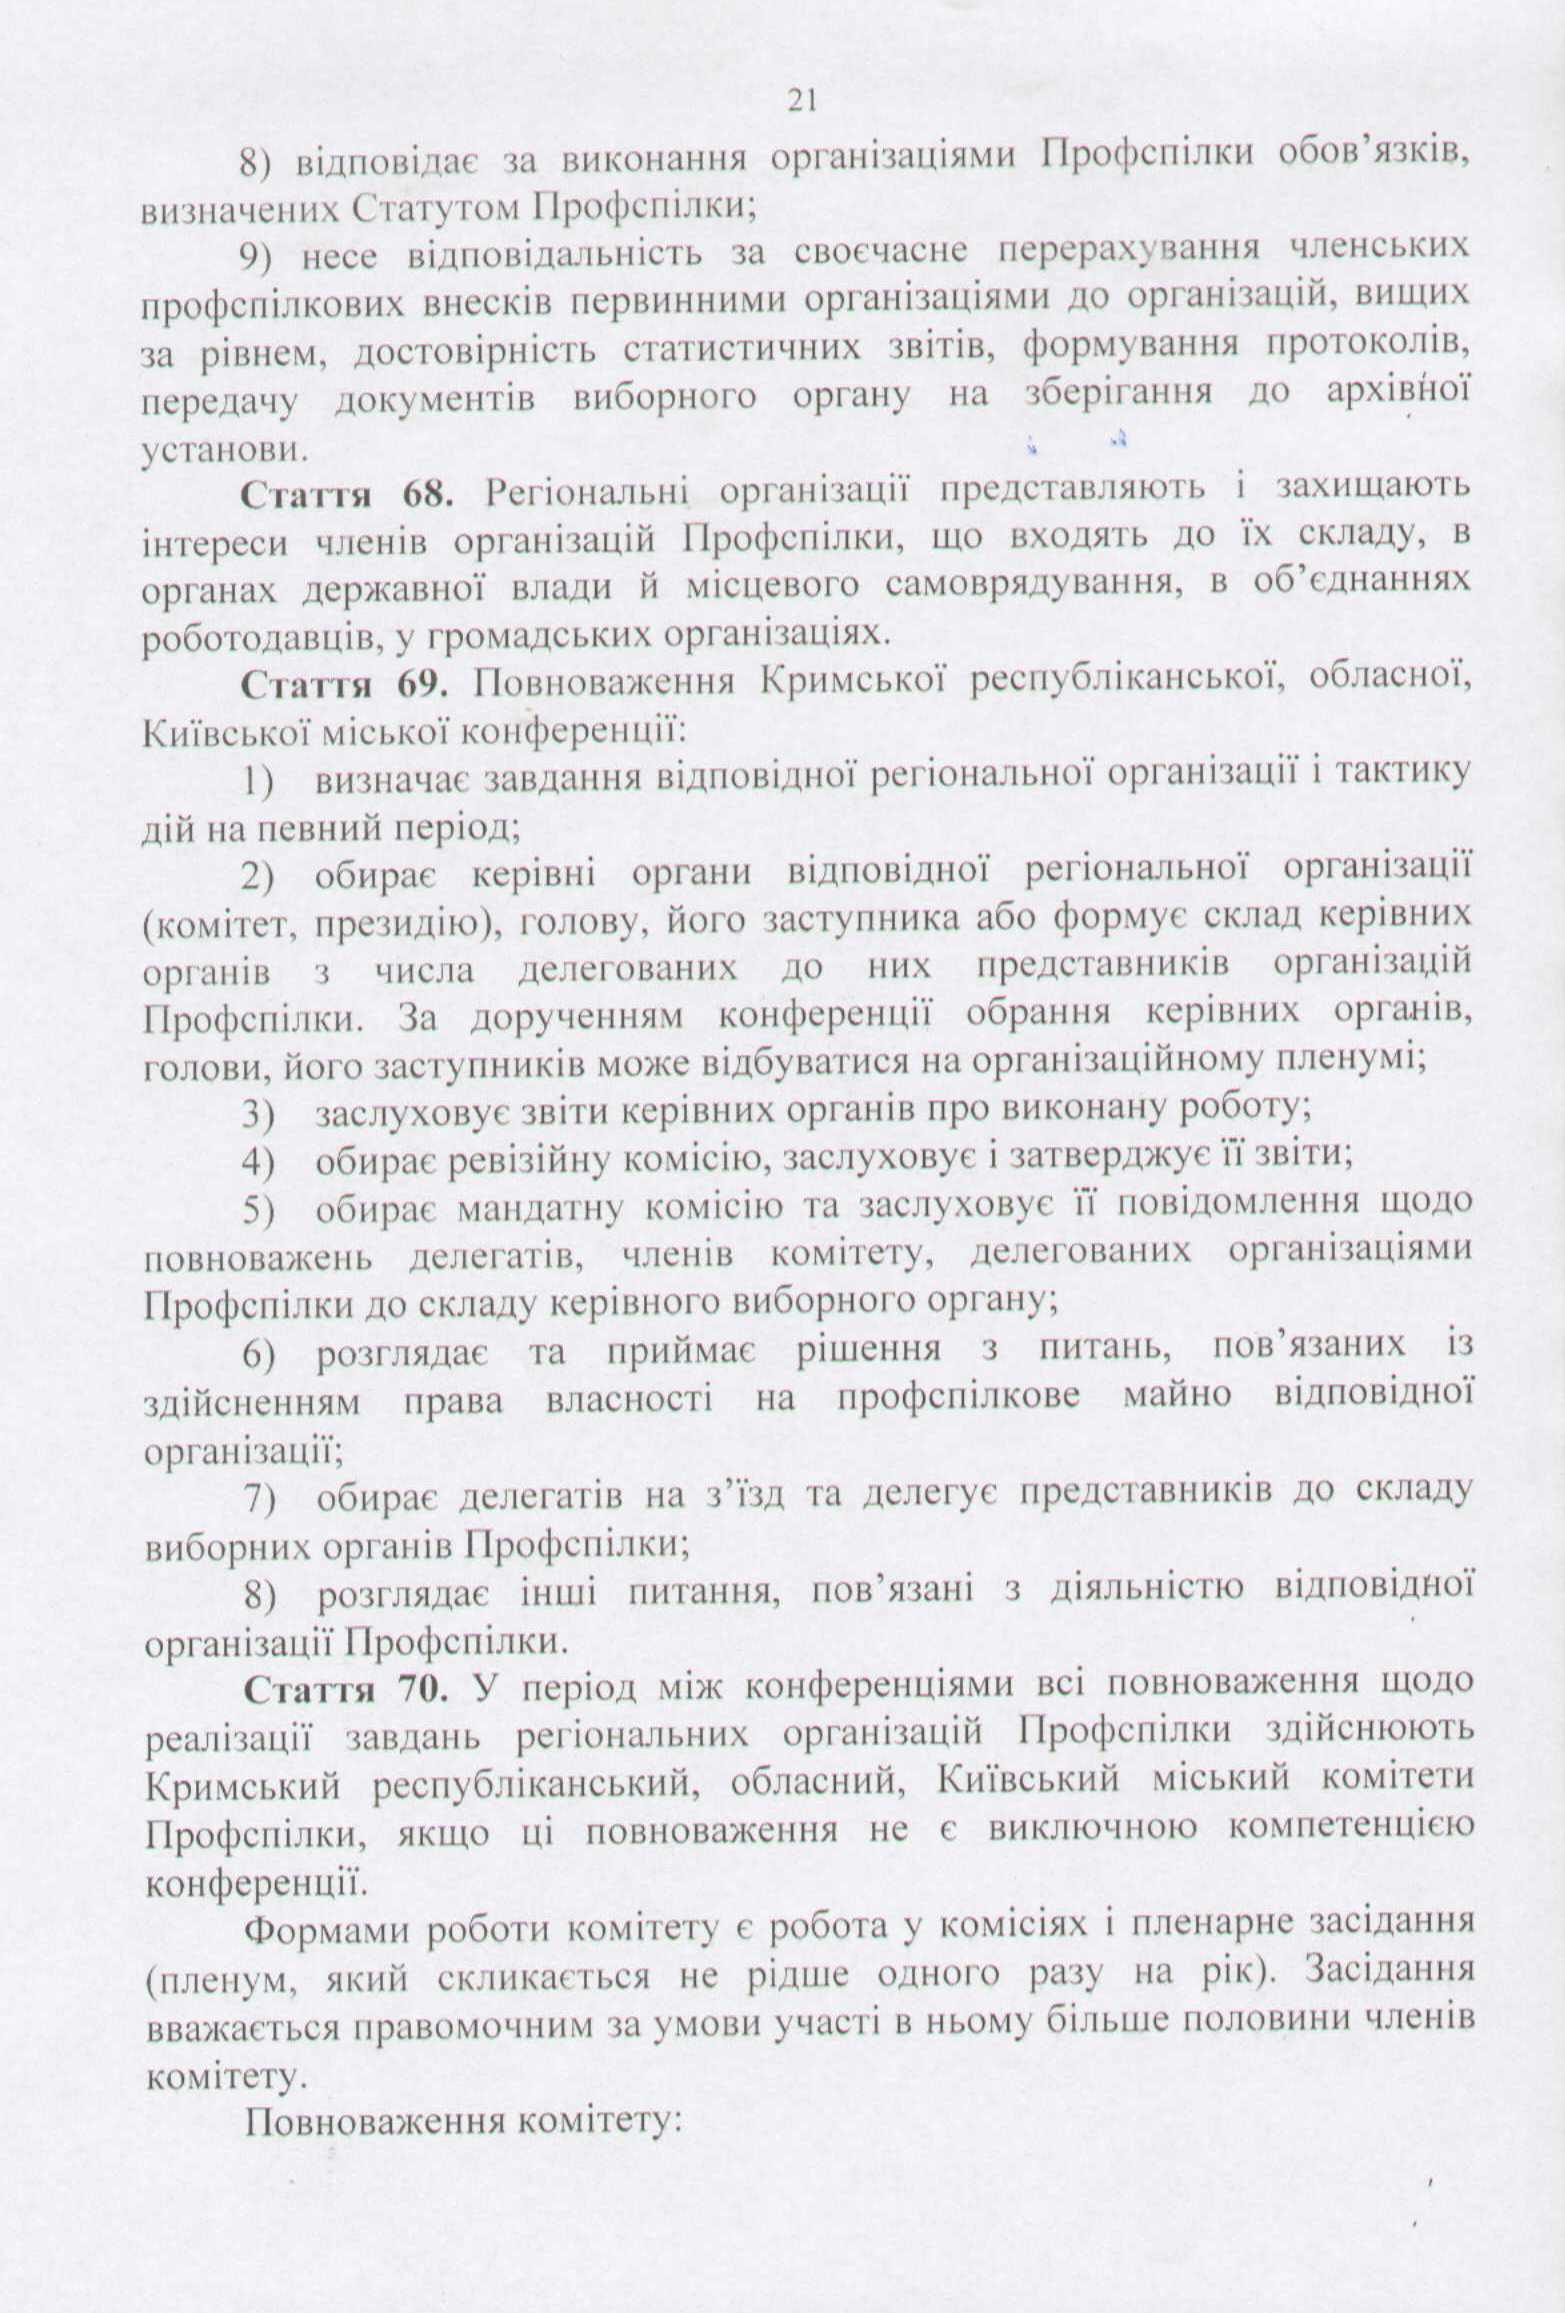 21
8) відповідає за виконання організаціями Профспілки обов’язків,
визначених Статутом Профспілки;
9) несе відповідальність за своєчасне перерахування членських
профспілкових внесків первинними організаціями до організацій, вищих
за рівнем, достовірність статистичних звітів, формування протоколів,
передачу документів виборного органу на зберігання до архівної
установи.
Стаття 68. Регіональні організації представляють і захищають
інтереси членів організацій Профспілки, що входять до їх складу, в
органах державної влади й місцевого самоврядування, в об’єднаннях
роботодавців, у громадських організаціях.
Стаття 69. Повноваження Кримської республіканської, обласної,
Київської міської конференції:
1) визначає завдання відповідної регіональної організації і тактику
дій на певний період;
2) обирає керівні органи відповідної регіональної організації
(комітет, президію), голову, його заступника або формує склад керівних
органів з числа делегованих до них представників організацій
Профспілки. За дорученням конференції обрання керівних органів,
голови, його заступників може відбуватися на організаційному пленумі;
3) заслуховує звіти керівних органів про виконану роботу;
4) обирає ревізійну комісію, заслуховує і затверджує її звіти;
5) обирає мандатну комісію та заслуховує її повідомлення щодо
повноважень делегатів, членів комітету, делегованих організаціями
Профспілки до складу керівного виборного органу;
6) розглядає та приймає рішення з питань, пов’язаних із
здійсненням права власності на профспілкове майно відповідної
організації;
7) обирає делегатів на з’їзд та делегує представників до складу
виборних органів Профспілки;
8) розглядає інші питання, пов’язані з діяльністю відповідної
організації Профспілки.
Стаття 70. У період між конференціями всі повноваження щодо
реалізації завдань регіональних організацій Профспілки здійснюють
Кримський республіканський, обласний, Київський міський комітети
Профспілки, якщо ці повноваження не є виключною компетенцією
конференції.
Формами роботи комітету є робота у комісіях і пленарне засідання
(пленум, який скликається не рідше одного разу на рік). Засідання
вважається правомочним за умови участі в ньому більше половини членів
комітету.
Повноваження комітету: